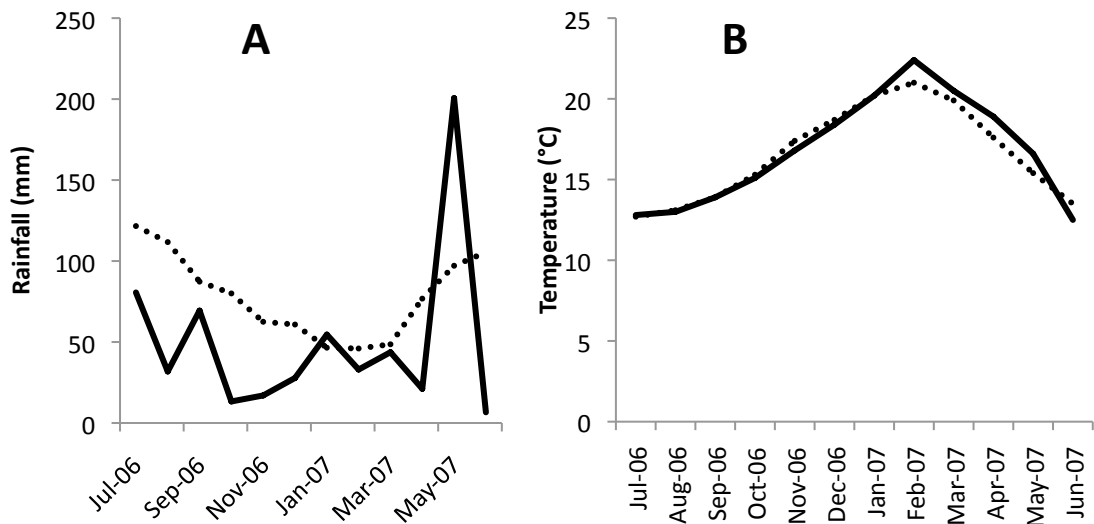 A
Rainfall (mm)
250
200
150
100
50
0
Jul-06
Sep-06
Nov-06
Jan-07
Mar-07
May-07
B
Temperature (°C)
25
20
15
10
5
0
Jul-06
Aug-06
Sep-06
Oct-06
Nov-06
Dec-06
Jan-07
Feb-07
Mar-07
Apr-07
May-07
Jun-07